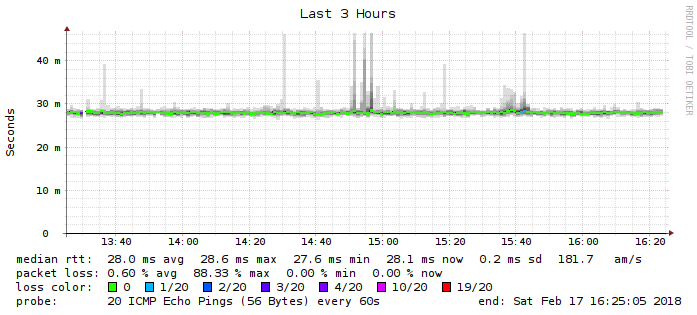 Last 3 Hours
RRDTOOL / TOBI OETIKER
Seconds
40 m
30 m
20 m
10 m
0
13:40 14:00 14:20 14:40 15:00 15:20 15:40 16:00 16:20
median rtt: 28.0 ms avg 28.6 ms max 27.6 ms min 28.1 ms now 0.2 ms sd 181.7 am/s
packet loss: 0.60 % avg 88.33 % max 0.00 % min 0.00 % now
loss color: 0 1/20 2/20 3/20 4/20 10/20 19/20
probe: 20 ICMP Echo Pings (56 Bytes) every 60s end: Sat Feb 17 16:25:05 2018